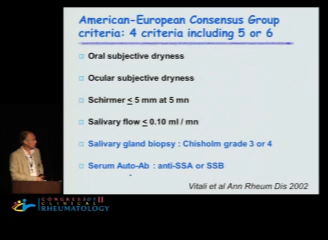 American-European Consensus Group
criteria: 4 criteria including 5 or 6
Oral subjective dryness
Ocular subjective dryness
Schirmer < 5 mm at 5 mn
Salivary flow < 0.10 ml / mn
Salivary gland biopsy : Chisholm grade 3 or 4
Serum Auto-Ab : anti-SSA or SSB
Vitali et al Ann Rheum Dis 2002
CONGRESS OF II
CLINICAL
RHEUMATOLOGY